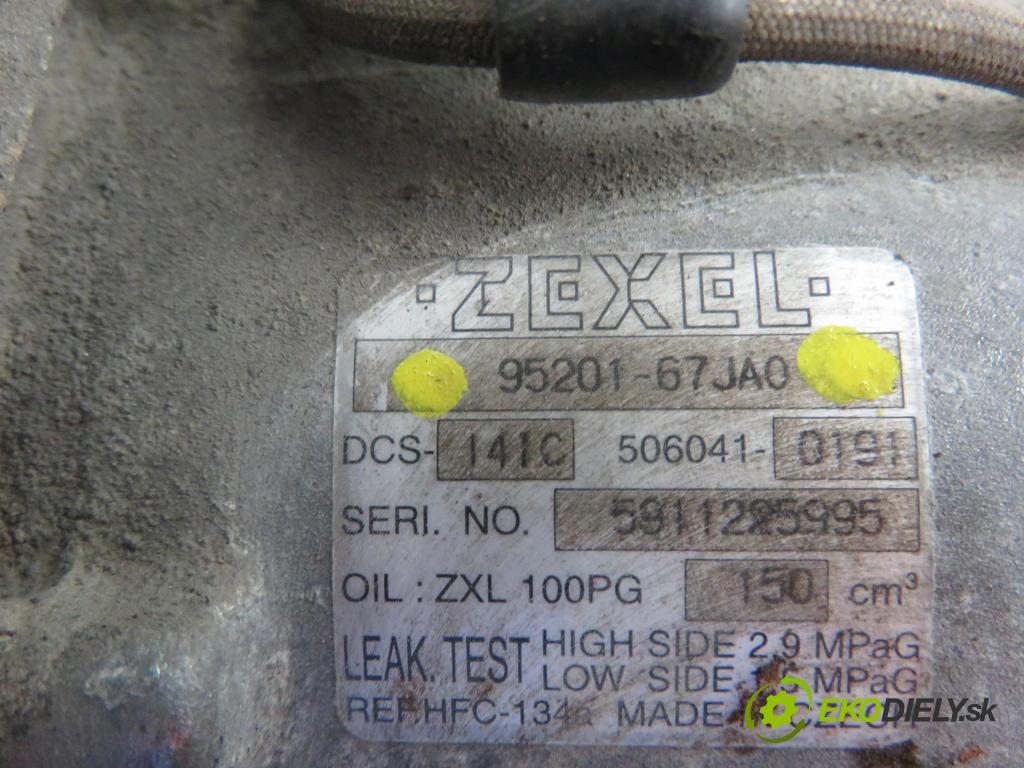 ZEXEL
95201-67JA0
DCS-141C 506041-0191
SERI. NO. 5911225995
OIL : ZXL 100PG 150 cm³
LEAK. TEST HIGH SIDE 2.9 MPaG
LOW SIDE MPaG
REF.HFC-134a MADE
EKODIELY.sk